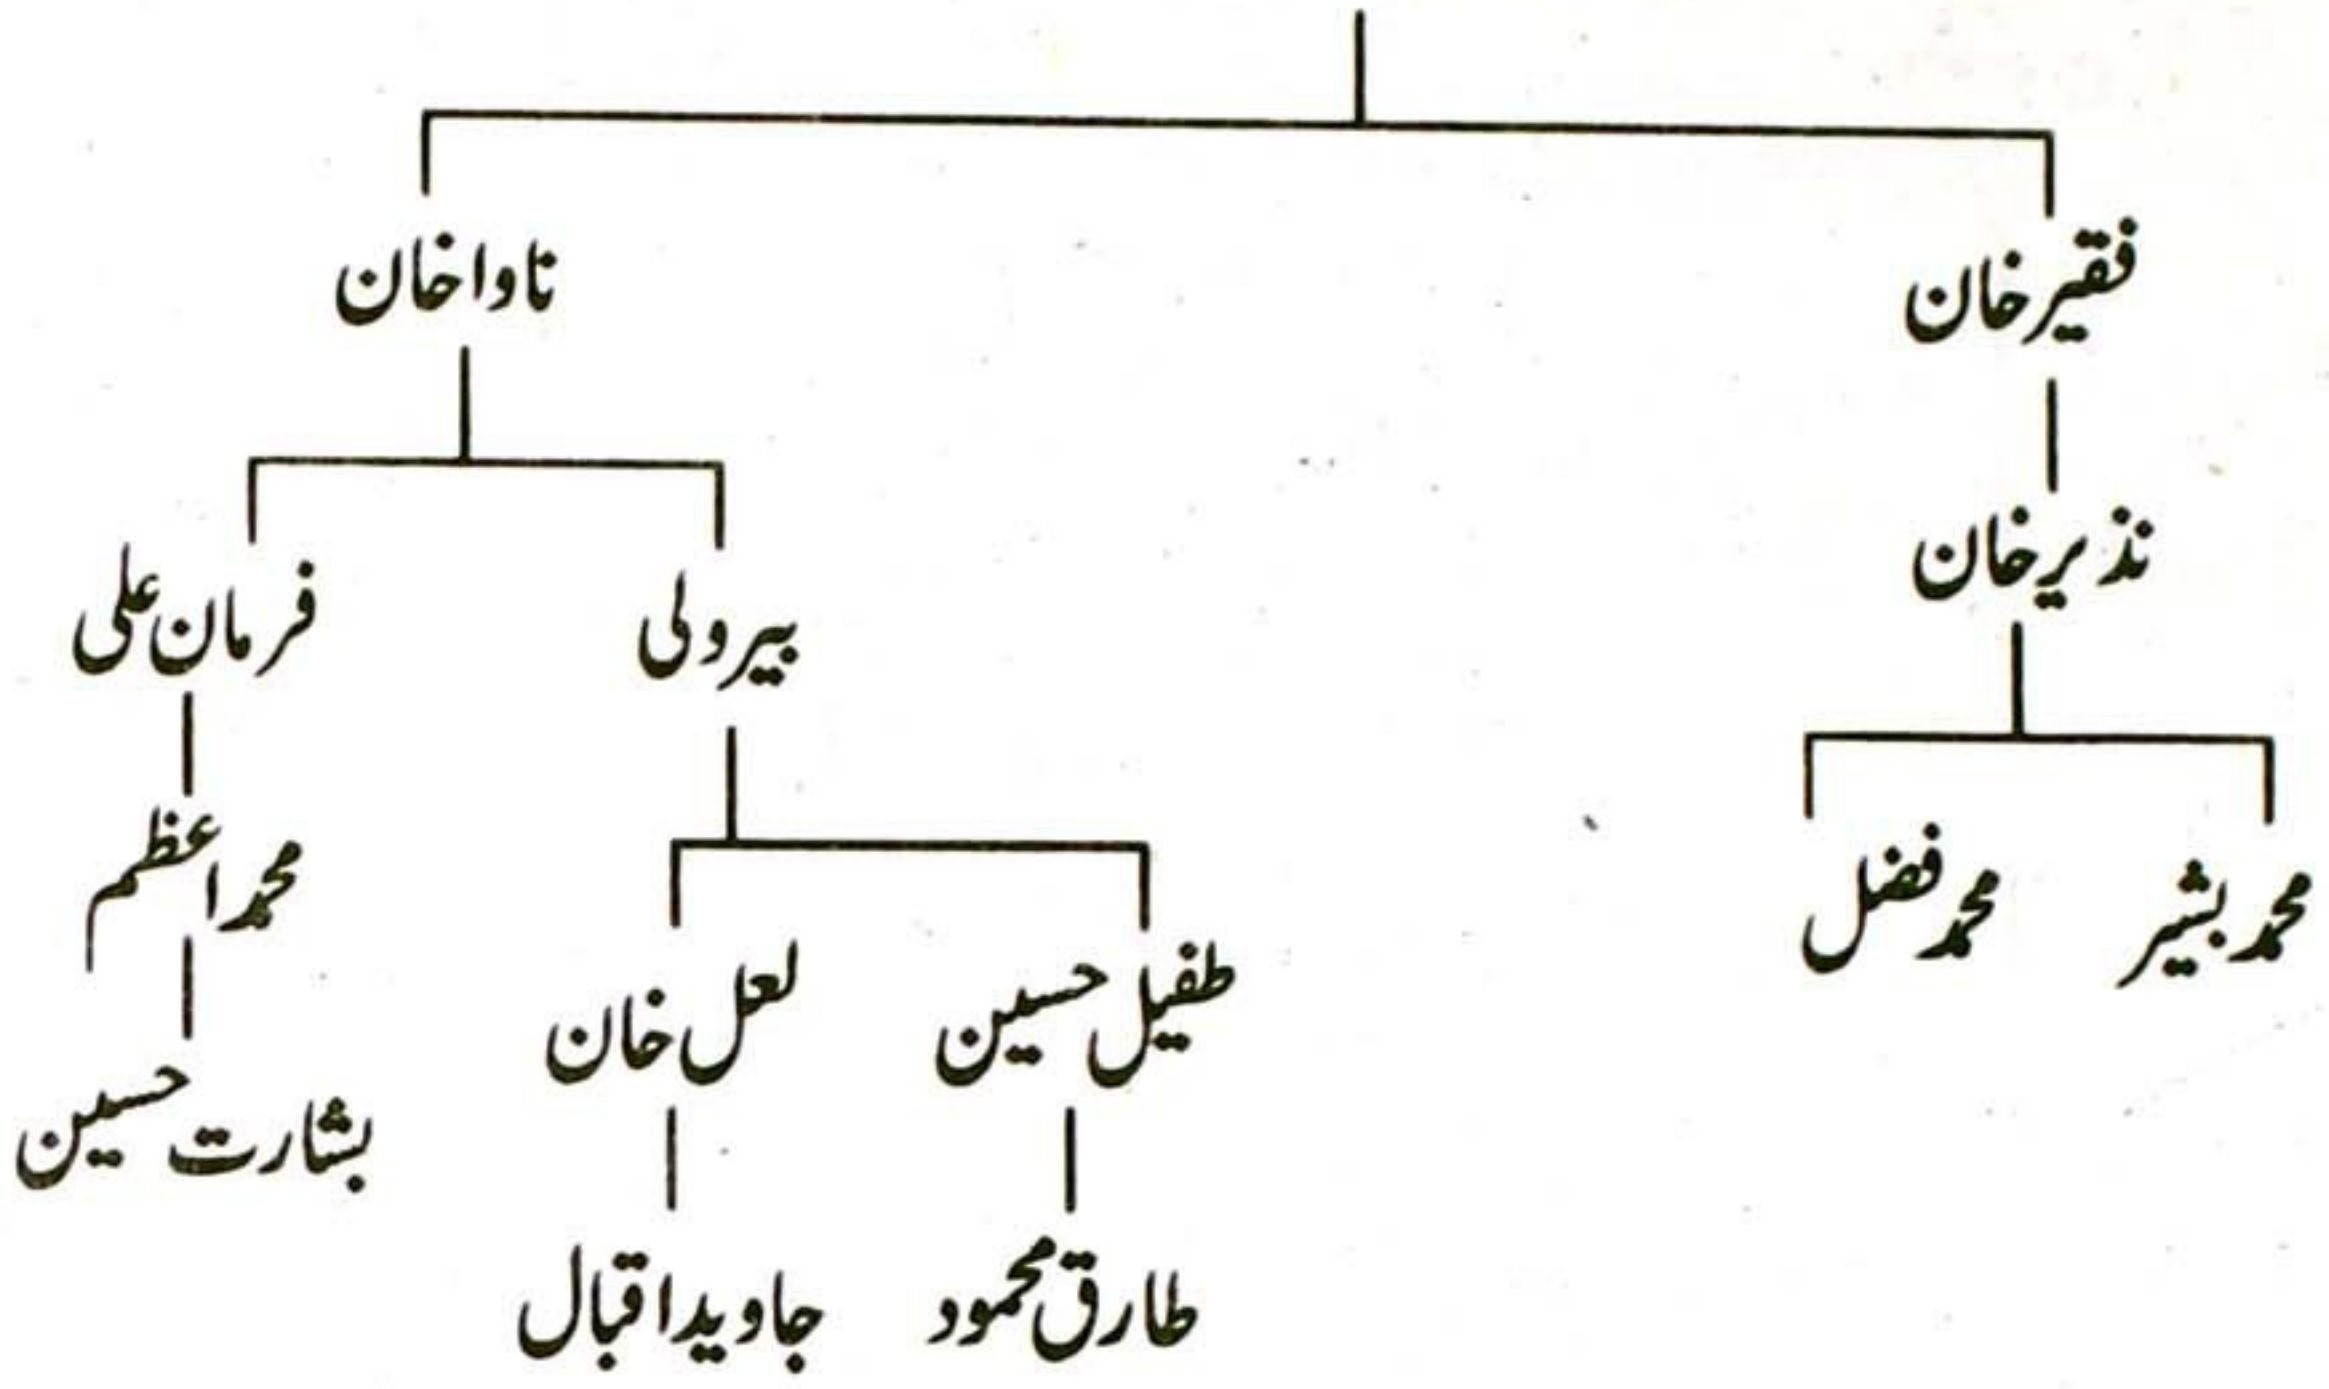 فقیر خان
تاوا خان
نذیر خان
بیر ولی
فرمان علی
محمد بشیر
محمد فضل
طفیل حسین
لعل خان
محمد اعظم
طارق محمود
جاوید اقبال
بشارت حسین